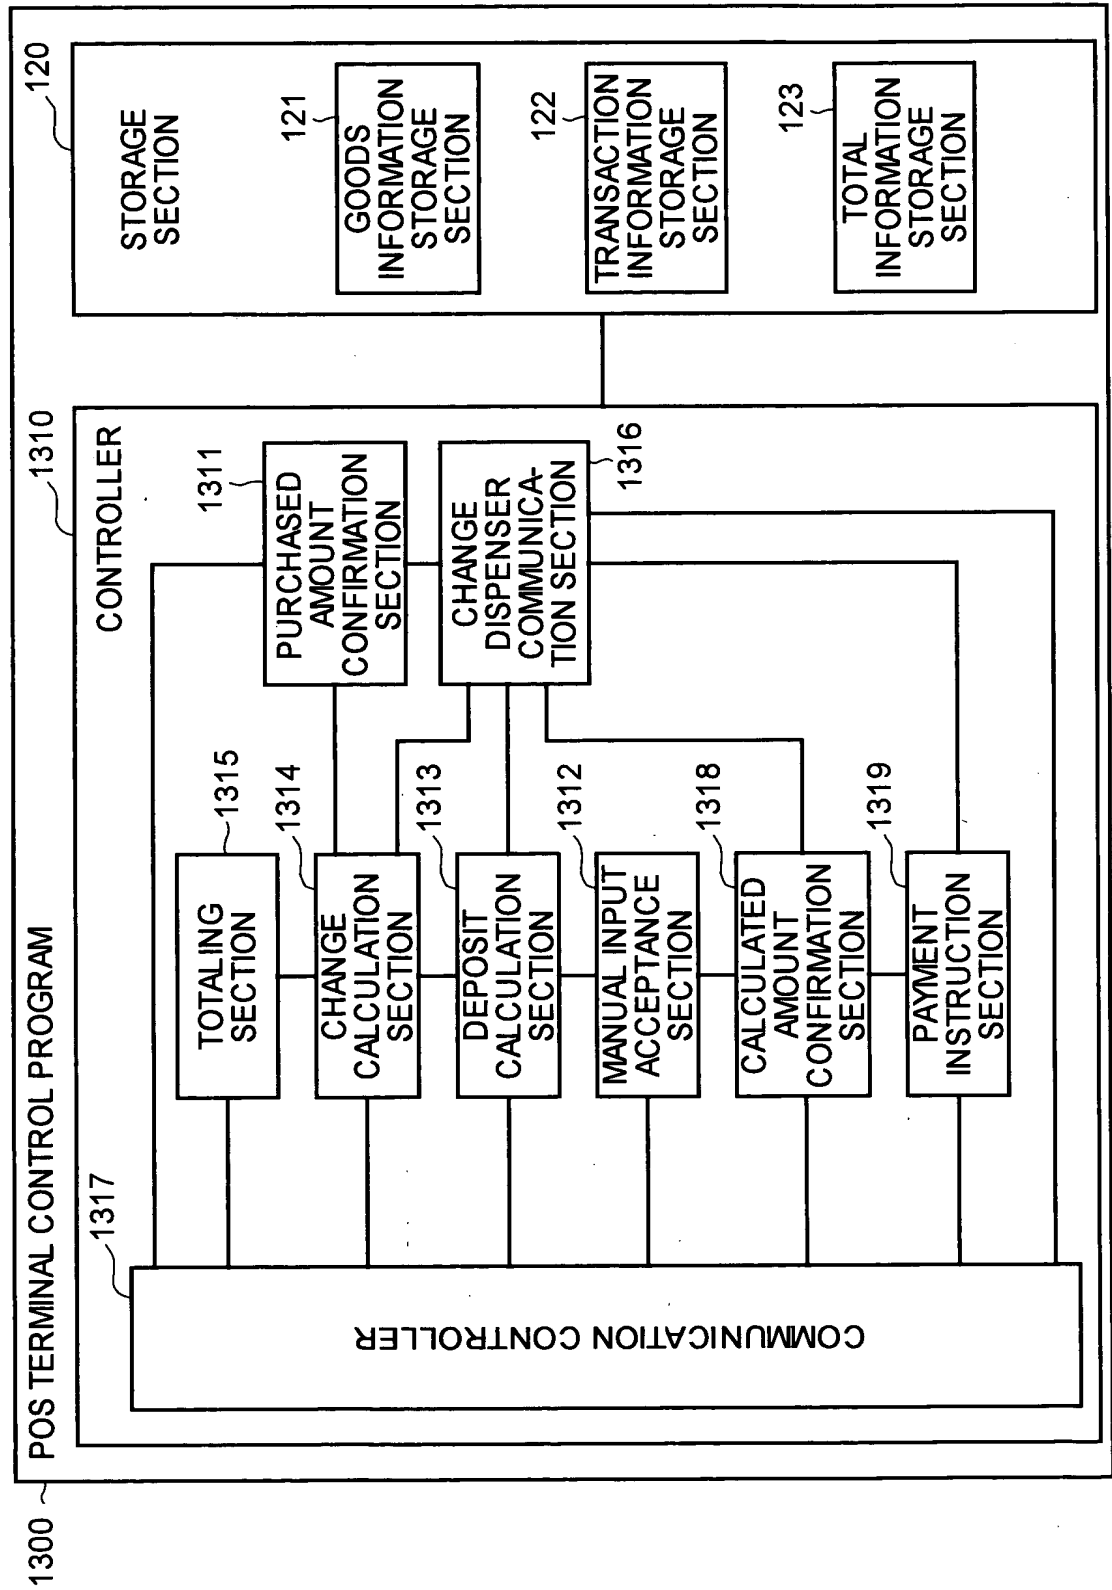 1300
POS TERMINAL CONTROL PROGRAM
1310
CONTROLLER
1317
COMMUNICATION CONTROLLER
1315
TOTALING
SECTION
1314
CHANGE
CALCULATION
SECTION
1313
DEPOSIT
CALCULATION
SECTION
1312
MANUAL INPUT
ACCEPTANCE
SECTION
1318
CALCULATED
AMOUNT
CONFIRMATION
SECTION
1319
PAYMENT
INSTRUCTION
SECTION
1311
PURCHASED
AMOUNT
CONFIRMATION
SECTION
1316
CHANGE
DISPENSER
COMMUNICA-
TION SECTION
120
STORAGE
SECTION
121
GOODS
INFORMATION
STORAGE
SECTION
122
TRANSACTION
INFORMATION
STORAGE
SECTION
123
TOTAL
INFORMATION
STORAGE
SECTION